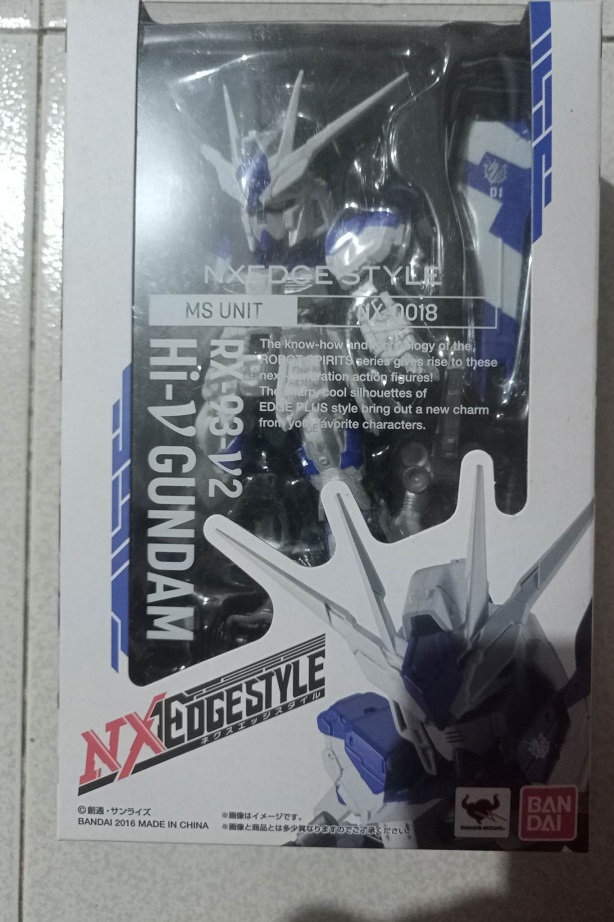 01
NXEDGE STYLE
MS UNIT
NX-0018
The know-how and technology of the
ROBOT SPIRITS series gives rise to these
next generation action figures!
The sharp, cool silhouettes of
EDGE PLUS style bring out a new charm
from your favorite characters.
RX-93-ν2
Hi-ν GUNDAM
NXEDGESTYLE
ネクスエッジスタイル
©創通・サンライズ
BANDAI 2016 MADE IN CHINA
※画像はイメージです。
※画像と商品とは多少異なりますのでご了承ください。
BAN
DAI